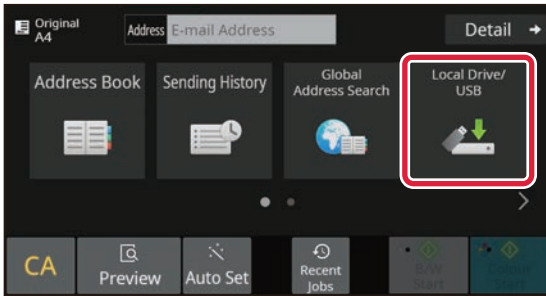 Original
A4
Address
E-mail Address
Detail
Address Book
Sending History
Global
Address Search
Local Drive/
USB
CA
Preview
Auto Set
Recent
Jobs
B/W
Start
Colour
Start